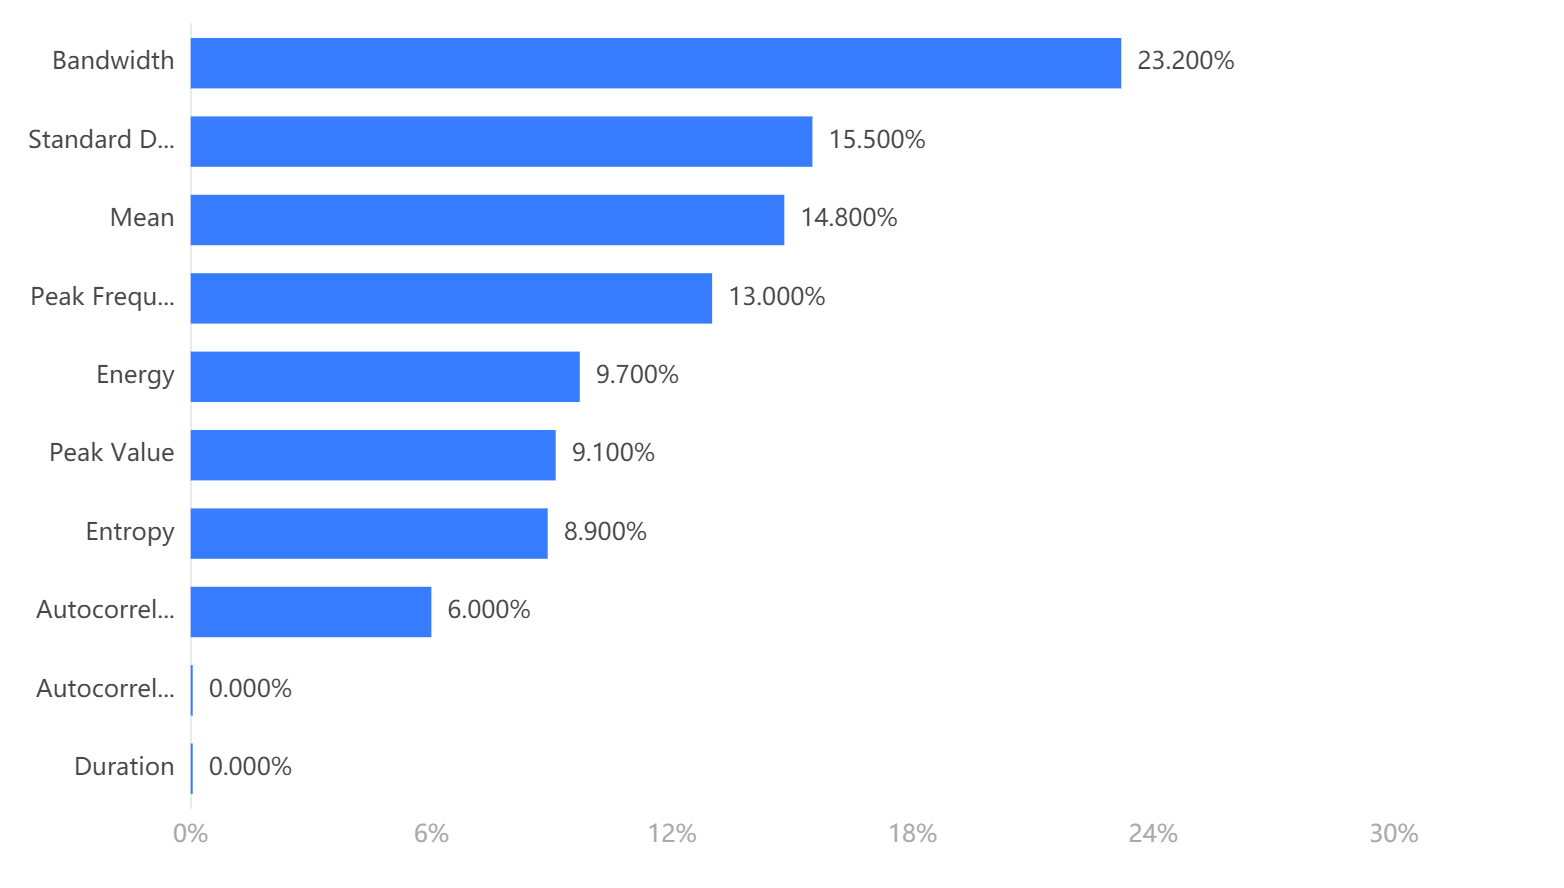 Bandwidth 23.200%
Standard D... 15.500%
Mean 14.800%
Peak Frequ... 13.000%
Energy 9.700%
Peak Value 9.100%
Entropy 8.900%
Autocorrel... 6.000%
Autocorrel... 0.000%
Duration 0.000%
0% 6% 12% 18% 24% 30%